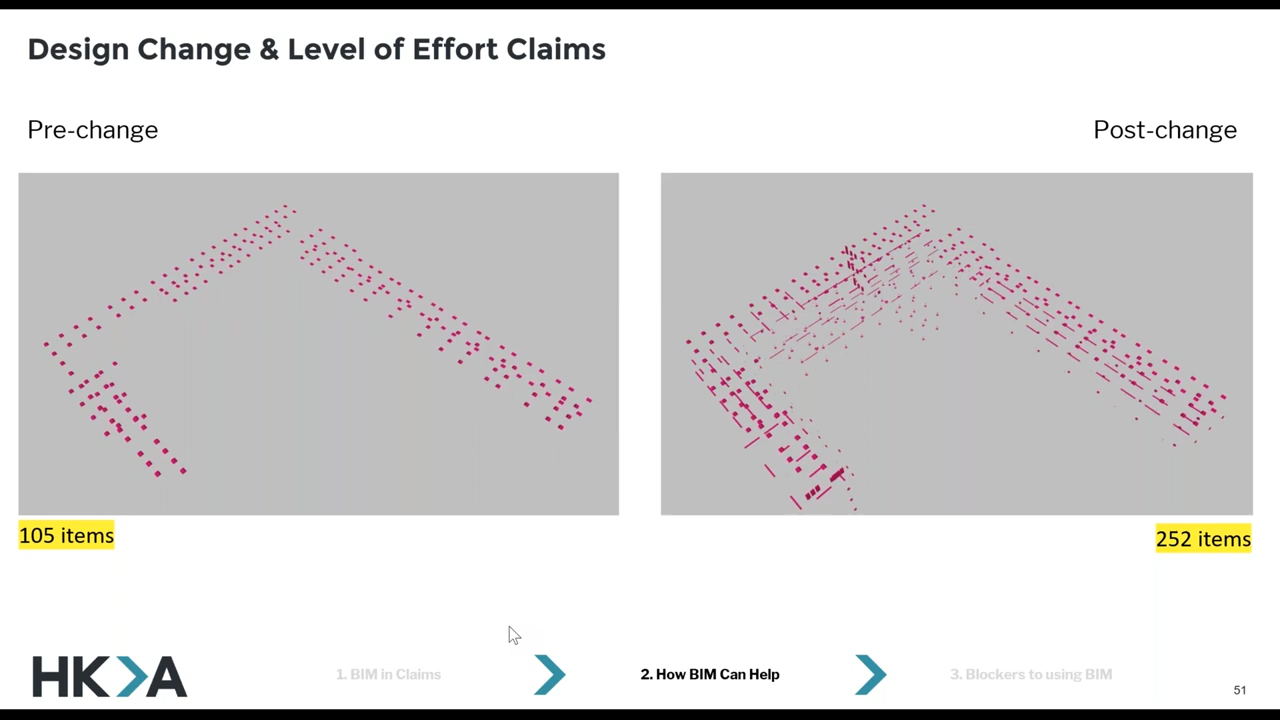 Design Change & Level of Effort Claims
Pre-change
Post-change
105 items
252 items
HKA
1. BIM in Claims
2. How BIM Can Help
3. Blockers to using BIM
51